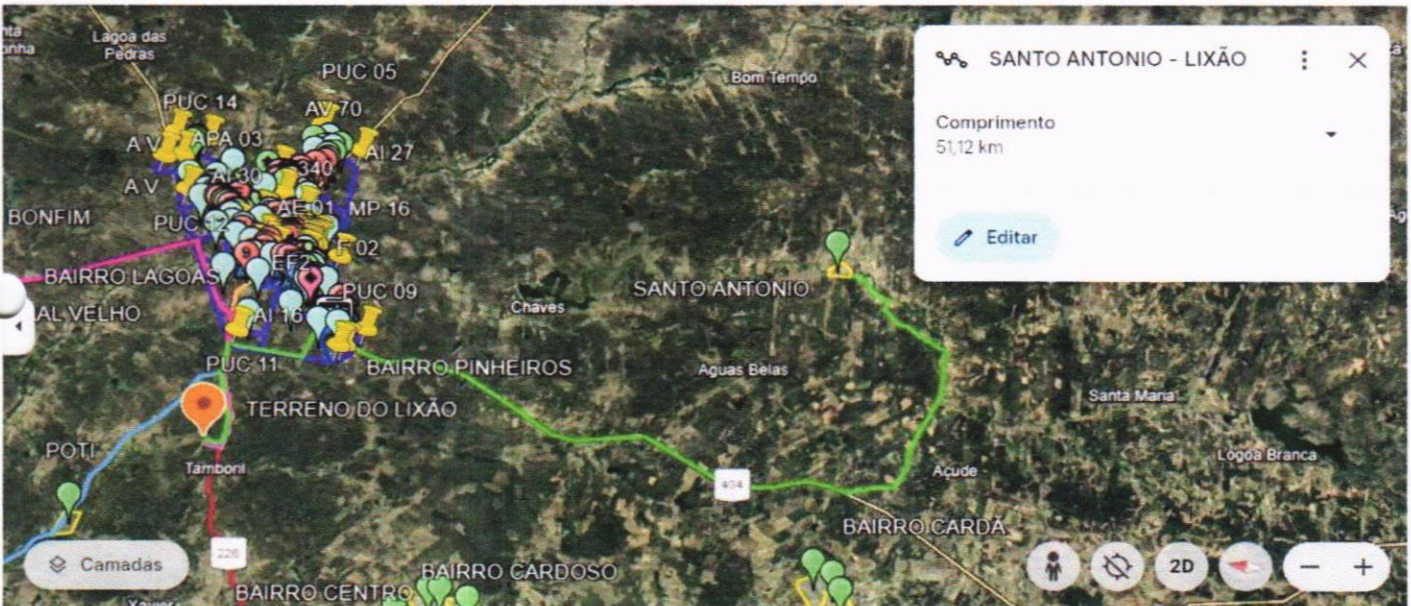 Lagoa das
Pedras
PUC 05
Bom Tempo
SANTO ANTONIO - LIXÃO
Comprimento
51,12 km
Editar
PUC 14
AV 70
A V
APA 03
AI 27
340
A V
AI 30
BONFIM
PUC 12
AE 01
MP 16
F 02
EF2
BAIRRO LAGOAS
SANTO ANTONIO
PUC 09
AL VELHO
AI 16
Chaves
PUC 11
BAIRRO PINHEIROS
Aguas Belas
Santa Maria
TERRENO DO LIXÃO
POTI
Tamboril
Açude
Logoa Branca
404
BAIRRO CARDÃ
226
Camadas
BAIRRO CARDOSO
BAIRRO CENTRO
2D
Xavier